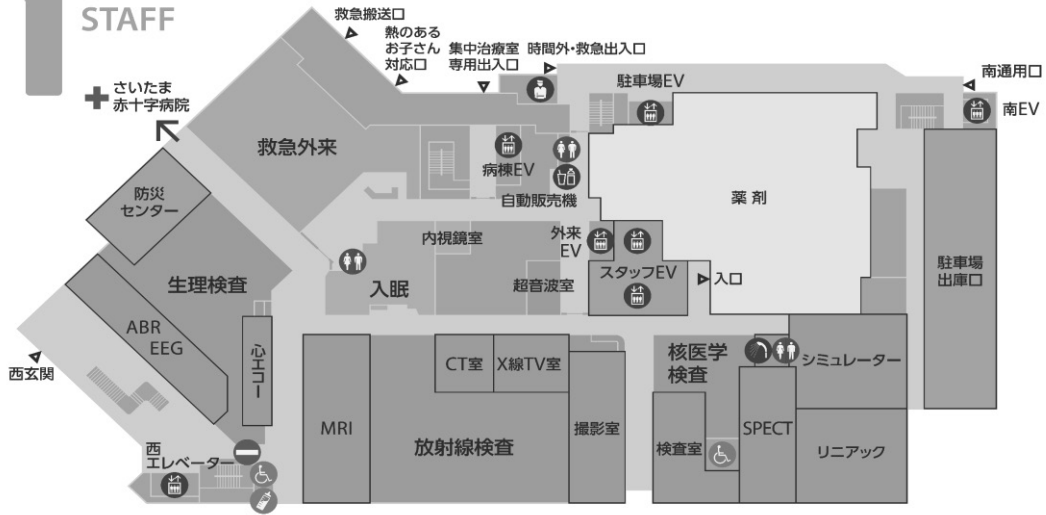 STAFF
救急搬送口
熱のある
お子さん
対応口
集中治療室
専用出入口
時間外・救急出入口
駐車場EV
南通用口
南EV
さいたま
赤十字病院
救急外来
病棟EV
自動販売機
薬剤
防災
センター
内視鏡室
外来
EV
スタッフEV
入口
駐車場
出庫口
生理検査
入眠
超音波室
ABR
EEG
心エコー
西玄関
CT室
X線TV室
核医学
検査
シミュレーター
MRI
放射線検査
撮影室
検査室
SPECT
リニアック
西
エレベーター